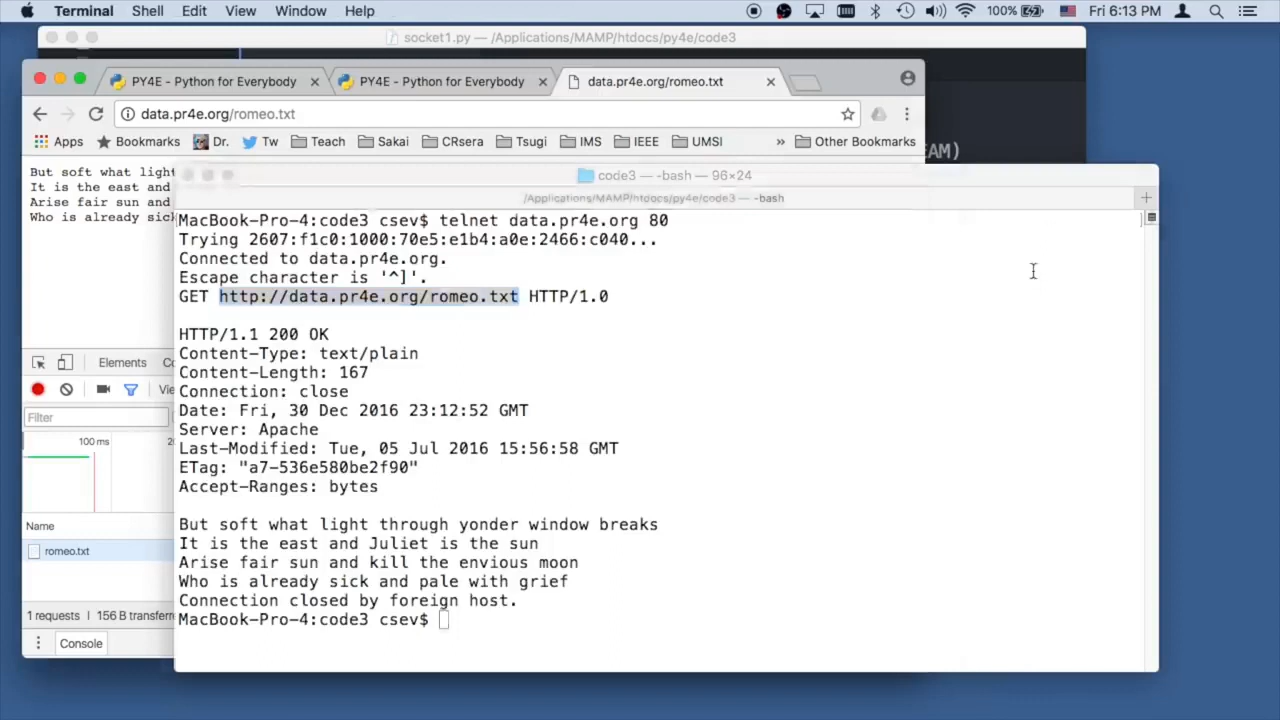 Terminal Shell Edit View Window Help 100% Fri 6:13 PM
socket1.py — /Applications/MAMP/htdocs/py4e/code3
PY4E - Python for Everybody PY4E - Python for Everybody data.pr4e.org/romeo.txt
data.pr4e.org/romeo.txt
Apps Bookmarks Dr. Tw Teach Sakai CRsera Tsugi IMS IEEE UMSI » Other Bookmarks
AM)
But soft what light
It is the east and
Arise fair sun and
Who is already sick
Elements
Filter
100 ms
Name
romeo.txt
1 requests | 156 B transferre
Console
code3 — -bash — 96×24
/Applications/MAMP/htdocs/py4e/code3 — -bash
MacBook-Pro-4:code3 csev$ telnet data.pr4e.org 80
Trying 2607:f1c0:1000:70e5:e1b4:a0e:2466:c040...
Connected to data.pr4e.org.
Escape character is '^]'.
GET http://data.pr4e.org/romeo.txt HTTP/1.0
HTTP/1.1 200 OK
Content-Type: text/plain
Content-Length: 167
Connection: close
Date: Fri, 30 Dec 2016 23:12:52 GMT
Server: Apache
Last-Modified: Tue, 05 Jul 2016 15:56:58 GMT
ETag: "a7-536e580be2f90"
Accept-Ranges: bytes
But soft what light through yonder window breaks
It is the east and Juliet is the sun
Arise fair sun and kill the envious moon
Who is already sick and pale with grief
Connection closed by foreign host.
MacBook-Pro-4:code3 csev$